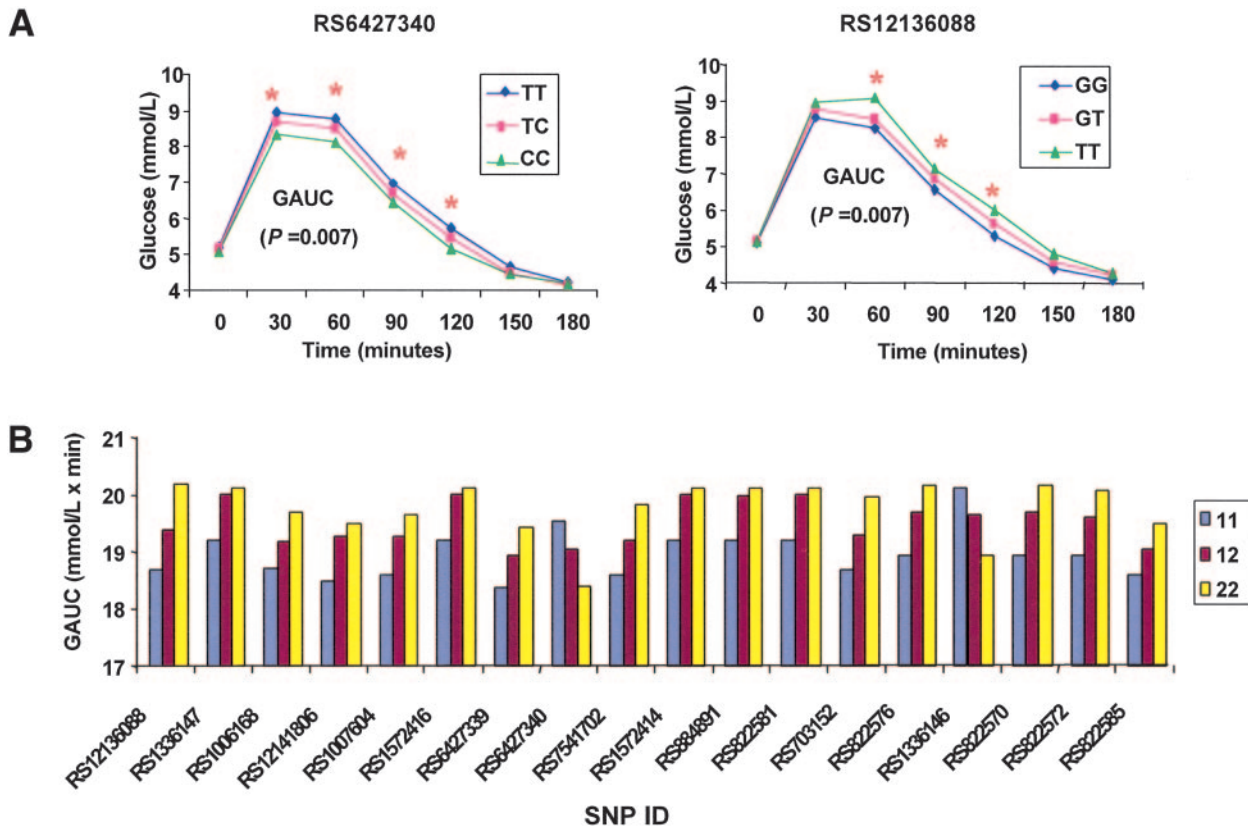 A
RS6427340
Glucose (mmol/L)
10
9
8
7
6
5
4
*
*
*
*
TT
TC
CC
GAUC
(P =0.007)
0 30 60 90 120 150 180
Time (minutes)
RS12136088
Glucose (mmol/L)
10
9
8
7
6
5
4
*
*
*
GG
GT
TT
GAUC
(P =0.007)
0 30 60 90 120 150 180
Time (minutes)
B
GAUC (mmol/L x min)
21
20
19
18
17
11
12
22
RS12136088
RS1336147
RS1006168
RS12141806
RS1007604
RS1572416
RS6427339
RS6427340
RS7541702
RS1572414
RS884891
RS822581
RS703152
RS822576
RS1336146
RS822570
RS822572
RS822585
SNP ID